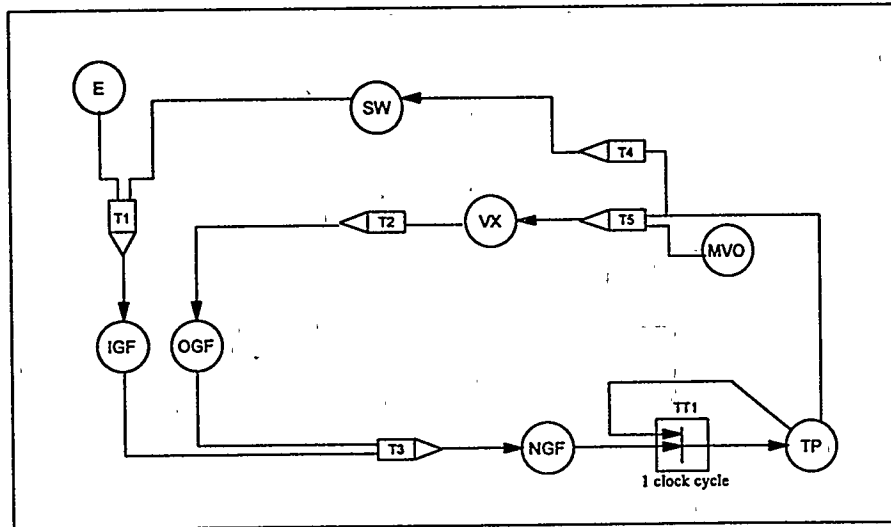 E
SW
T4
T1
T2
VX
T5
MVO
IGF
OGF
TT1
T3
NGF
TP
1 clock cycle